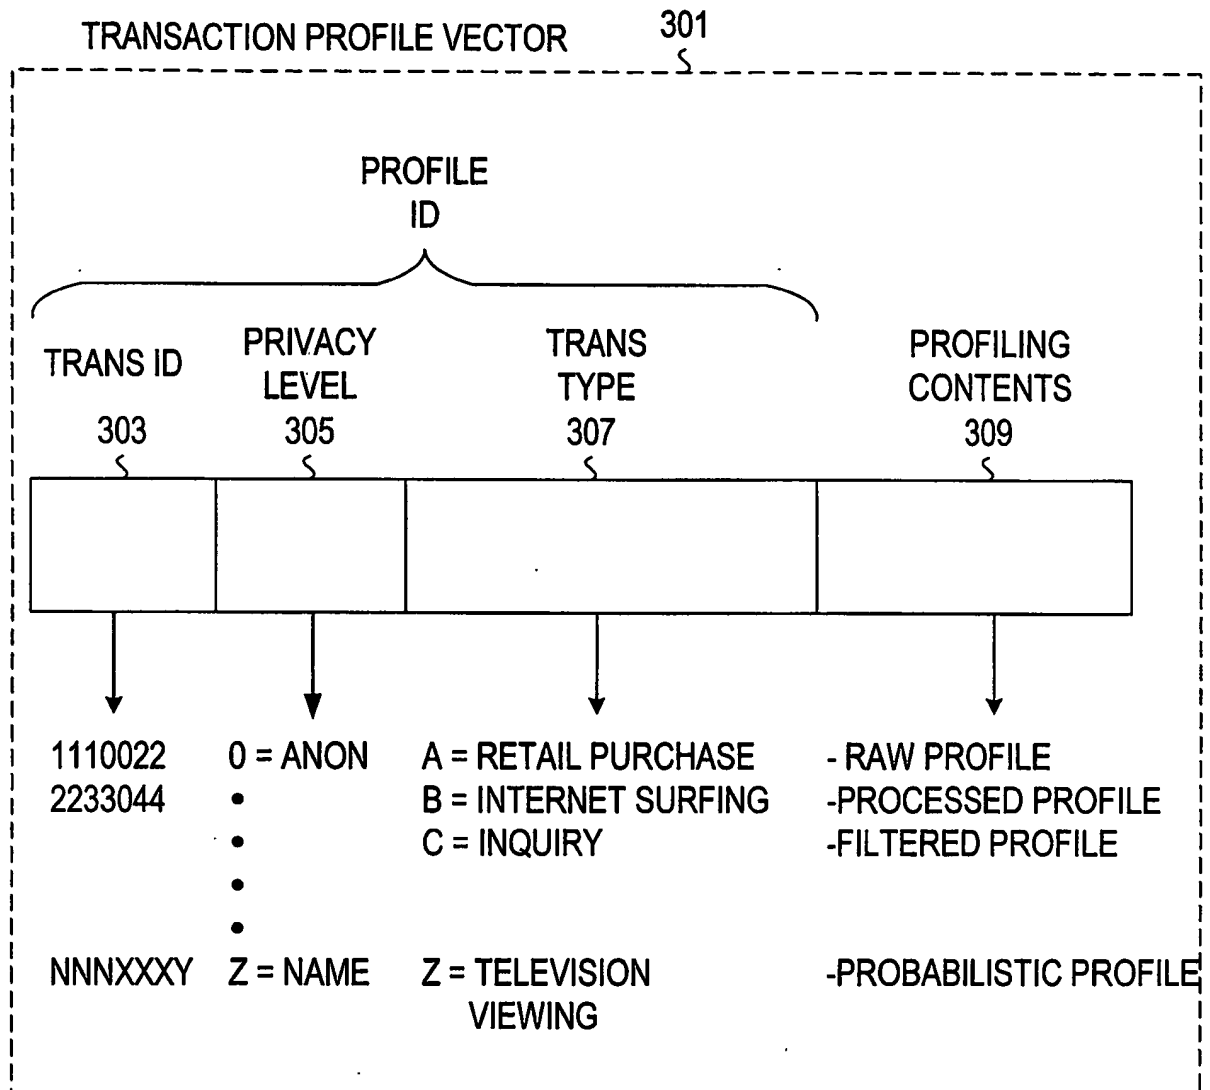 TRANSACTION PROFILE VECTOR 301
PROFILE
ID
TRANS ID
303
PRIVACY
LEVEL
305
TRANS
TYPE
307
PROFILING
CONTENTS
309
1110022 0 = ANON A = RETAIL PURCHASE - RAW PROFILE
2233044 • B = INTERNET SURFING -PROCESSED PROFILE
• C = INQUIRY -FILTERED PROFILE
•
•
NNNXXXY Z = NAME Z = TELEVISION -PROBABILISTIC PROFILE
VIEWING